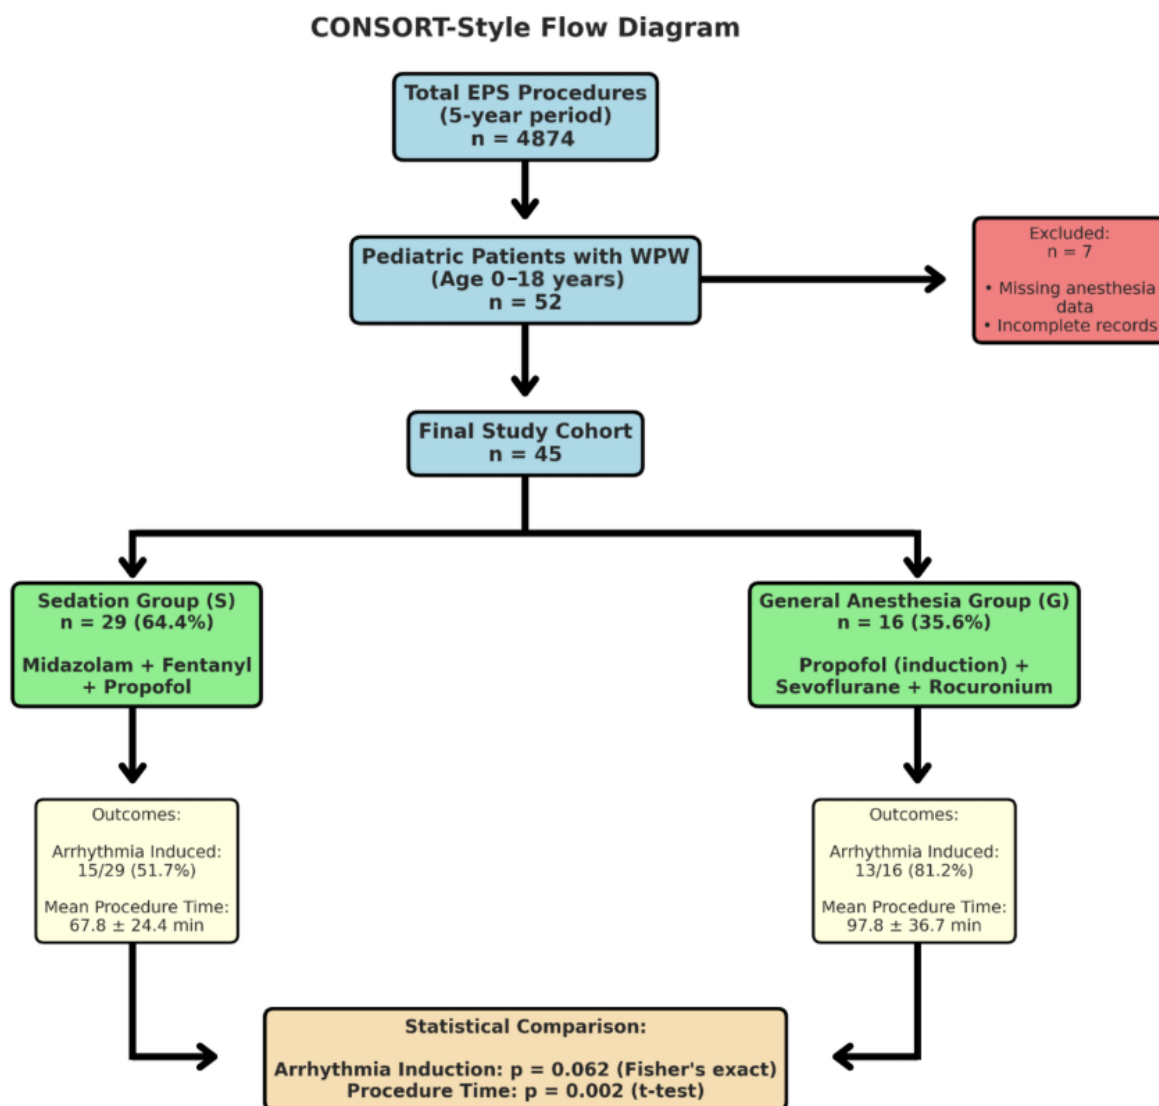 CONSORT-Style Flow Diagram
Total EPS Procedures
(5-year period)
n = 4874
Pediatric Patients with WPW
(Age 0–18 years)
n = 52
Excluded:
n = 7
• Missing anesthesia
data
• Incomplete records
Final Study Cohort
n = 45
Sedation Group (S)
n = 29 (64.4%)
Midazolam + Fentanyl
+ Propofol
General Anesthesia Group (G)
n = 16 (35.6%)
Propofol (induction) +
Sevoflurane + Rocuronium
Outcomes:
Arrhythmia Induced:
15/29 (51.7%)
Mean Procedure Time:
67.8 ± 24.4 min
Outcomes:
Arrhythmia Induced:
13/16 (81.2%)
Mean Procedure Time:
97.8 ± 36.7 min
Statistical Comparison:
Arrhythmia Induction: p = 0.062 (Fisher's exact)
Procedure Time: p = 0.002 (t-test)